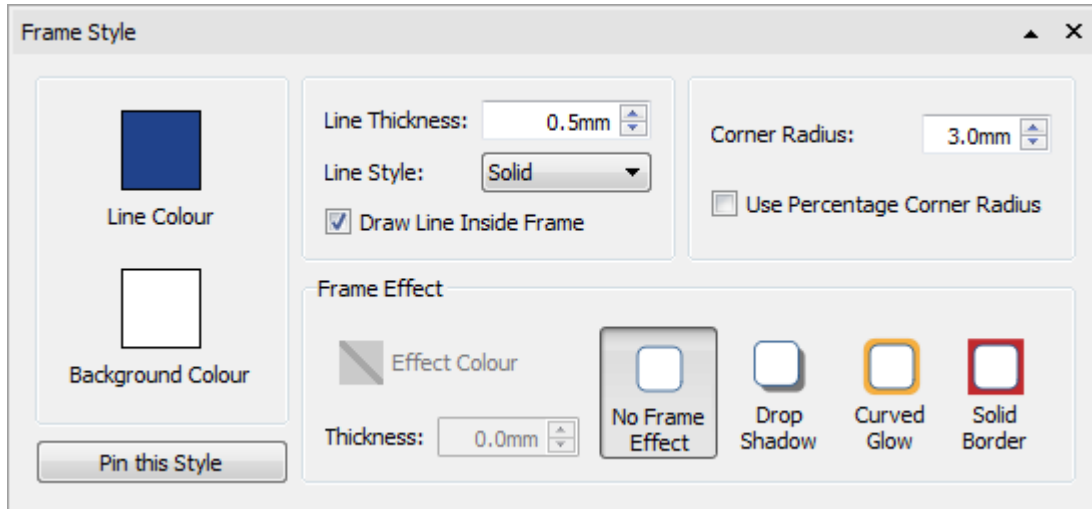 Frame Style
Line Colour
Background Colour
Pin this Style
Line Thickness: 0.5mm
Line Style: Solid
Draw Line Inside Frame
Corner Radius: 3.0mm
Use Percentage Corner Radius
Frame Effect
Effect Colour
Thickness: 0.0mm
No Frame
Effect
Drop
Shadow
Curved
Glow
Solid
Border